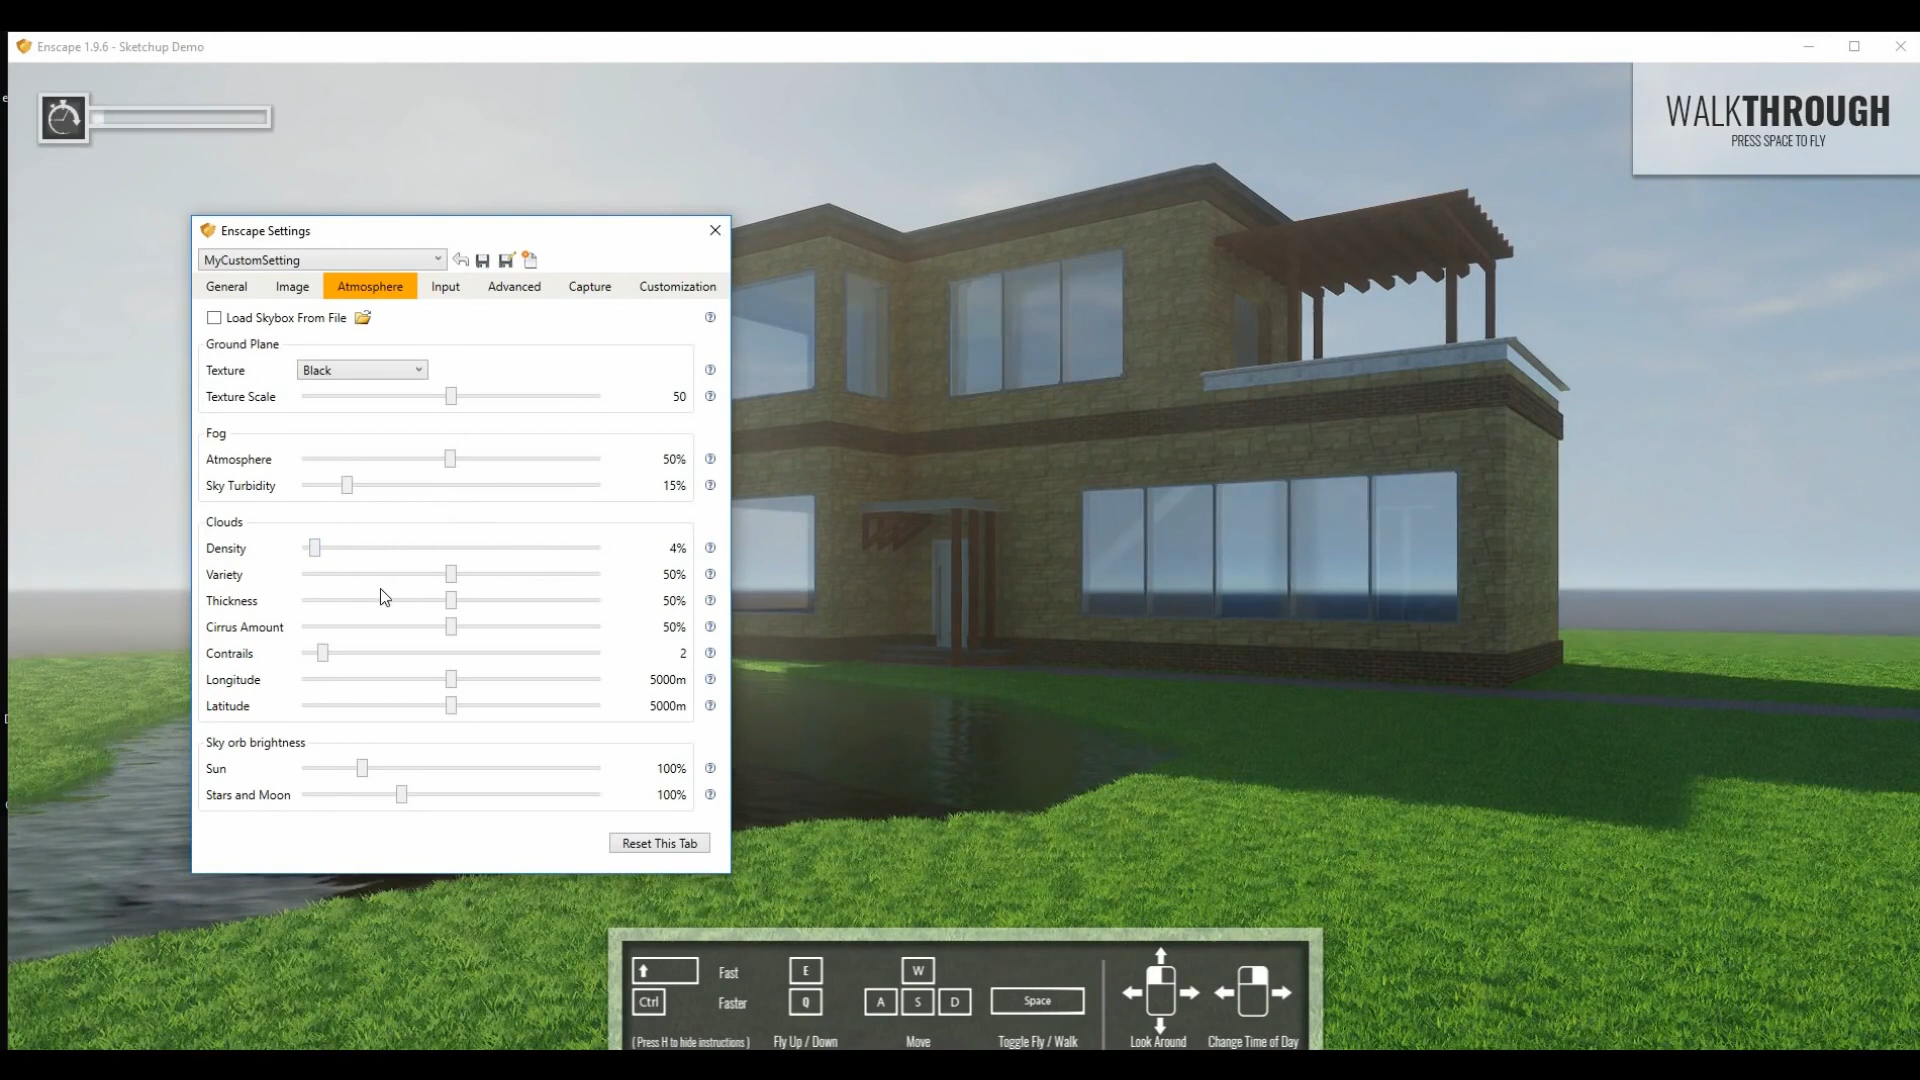 Enscape 1.9.6 - Sketchup Demo
WALKTHROUGH
PRESS SPACE TO FLY
Enscape Settings
MyCustomSetting
General Image Atmosphere Input Advanced Capture Customization
Load Skybox From File
Ground Plane
Texture Black
Texture Scale 50
Fog
Atmosphere 50%
Sky Turbidity 15%
Clouds
Density 4%
Variety 50%
Thickness 50%
Cirrus Amount 50%
Contrails 2
Longitude 5000m
Latitude 5000m
Sky orb brightness
Sun 100%
Stars and Moon 100%
Reset This Tab
Fast E W
Ctrl Faster Q A S D Space
( Press H to hide instructions ) Fly Up / Down Move Toggle Fly / Walk Look Around Change Time of Day